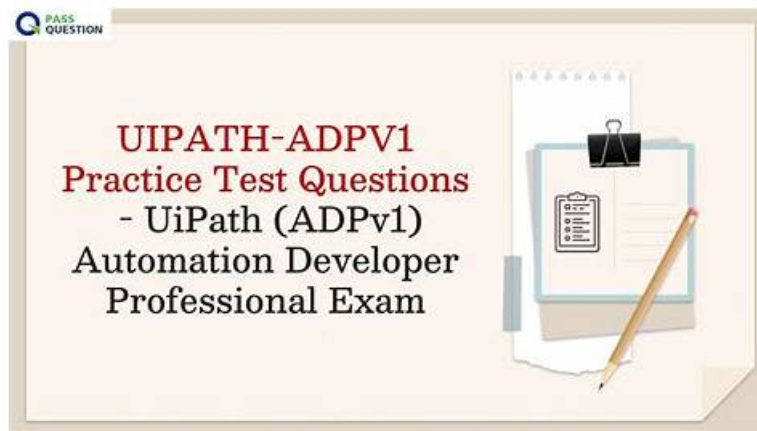 PASS
QUESTION
UIPATH-ADPV1
Practice Test Questions
- UiPath (ADPv1)
Automation Developer
Professional Exam